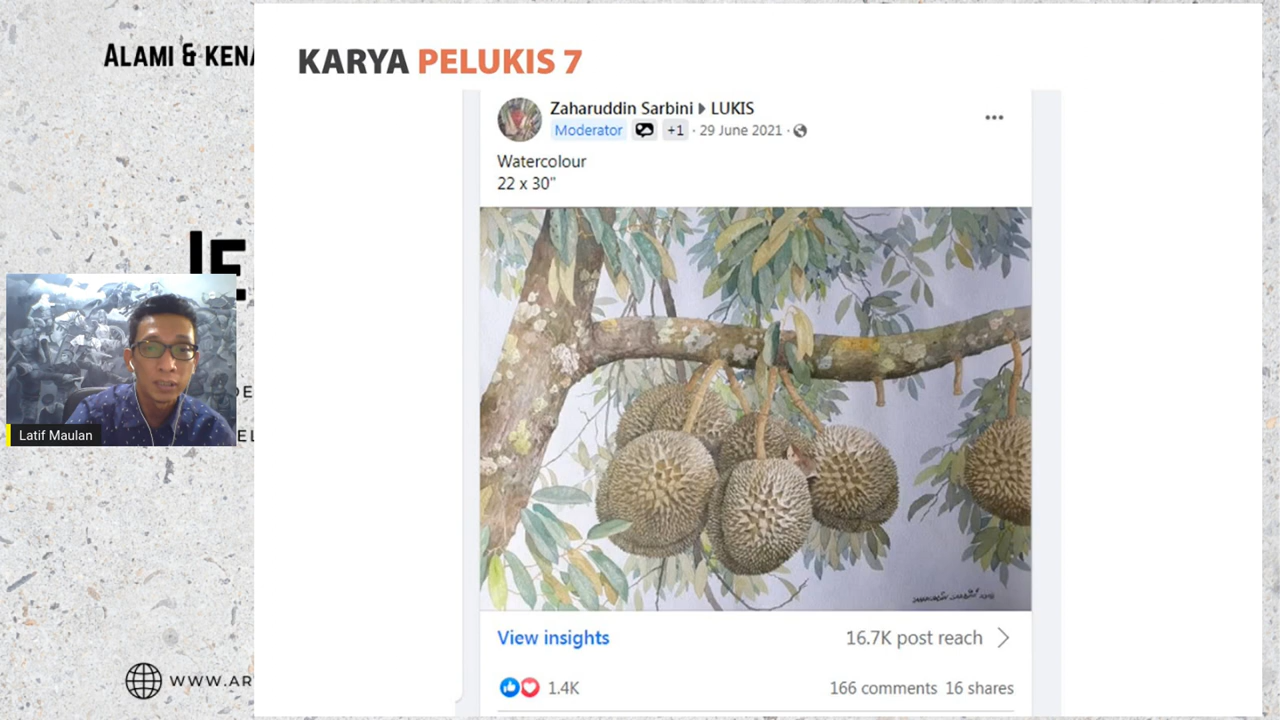 ALAMI & KENA
KARYA PELUKIS 7
Zaharuddin Sarbini LUKIS
Moderator +1 · 29 June 2021 ·
Watercolour
22 x 30"
Latif Maulan
View insights
16.7K post reach
1.4K
166 comments 16 shares
WWW.AR